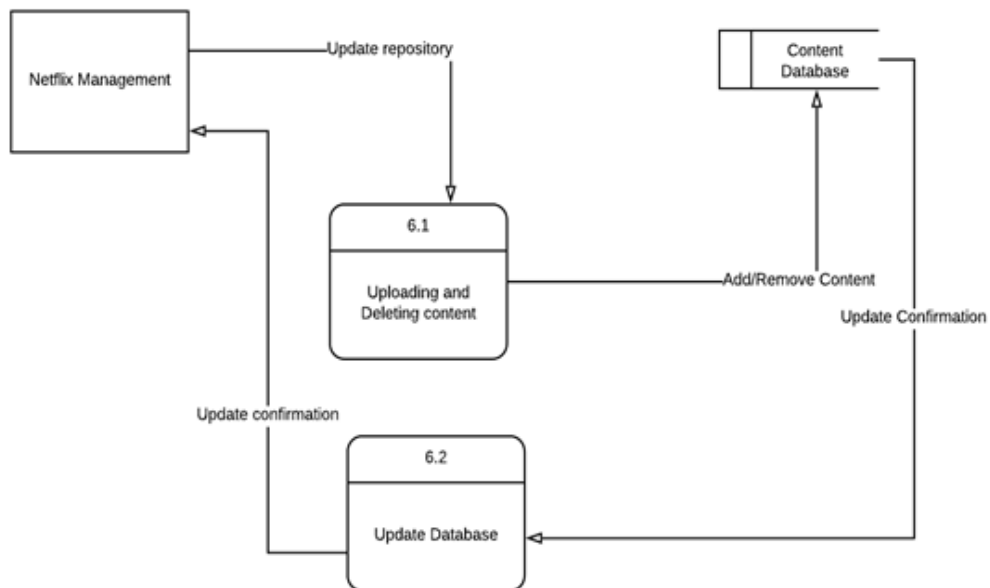 Netflix Management
Update repository
Content
Database
6.1
Uploading and
Deleting content
Add/Remove Content
Update Confirmation
Update confirmation
6.2
Update Database